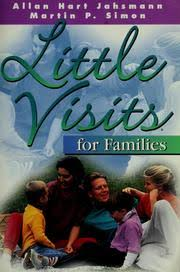 Allan Hart Jahsmann
Martin P. Simon
Little
Visits
for Families